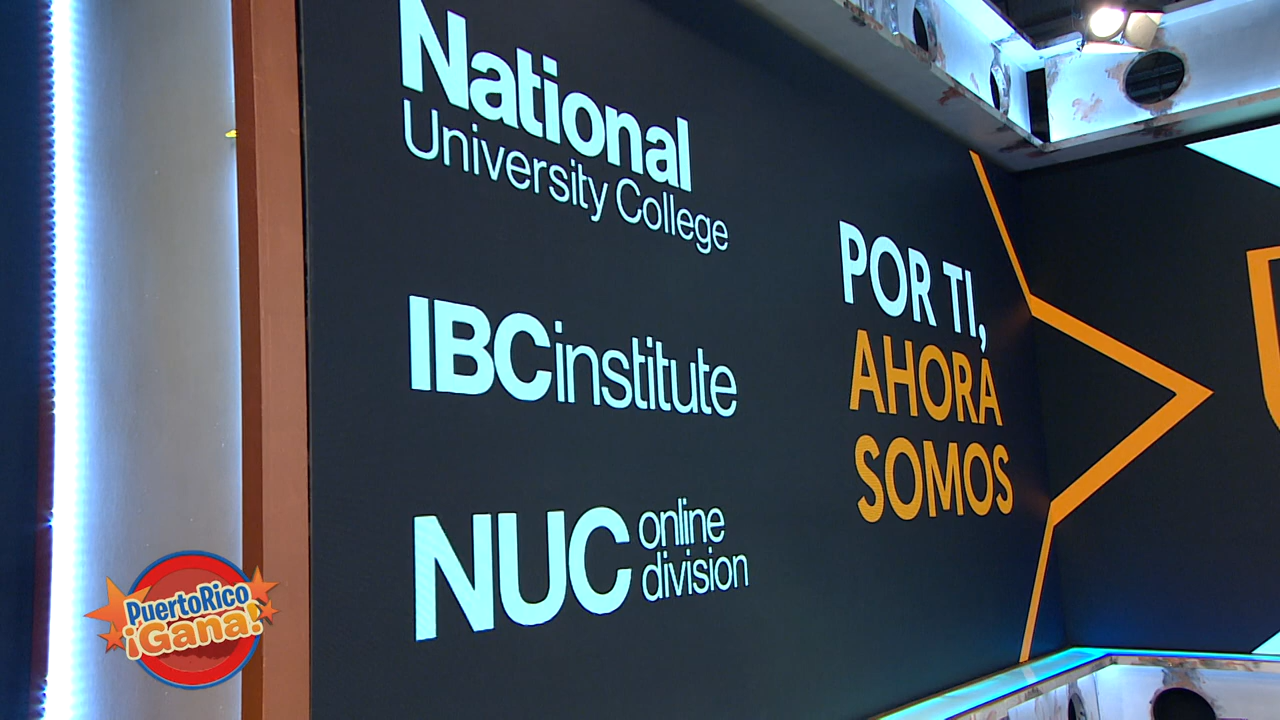 National
University College
IBCinstitute
NUC online
division
POR TI,
AHORA
SOMOS
PuertoRico
¡Gana!